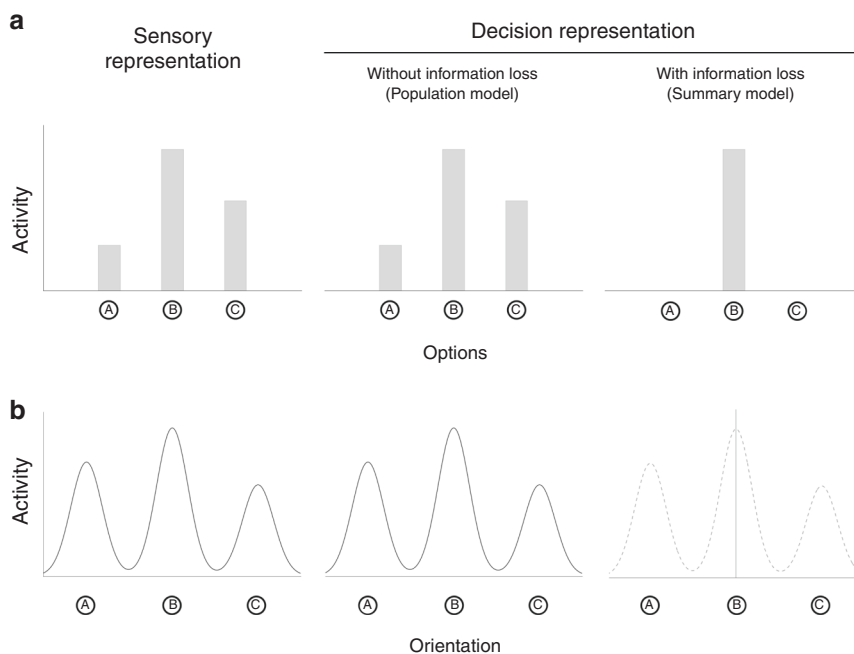 a
Sensory
representation
Decision representation
Without information loss
(Population model)
With information loss
(Summary model)
Activity
A B C A B C A B C
Options
b
Activity
A B C A B C A B C
Orientation